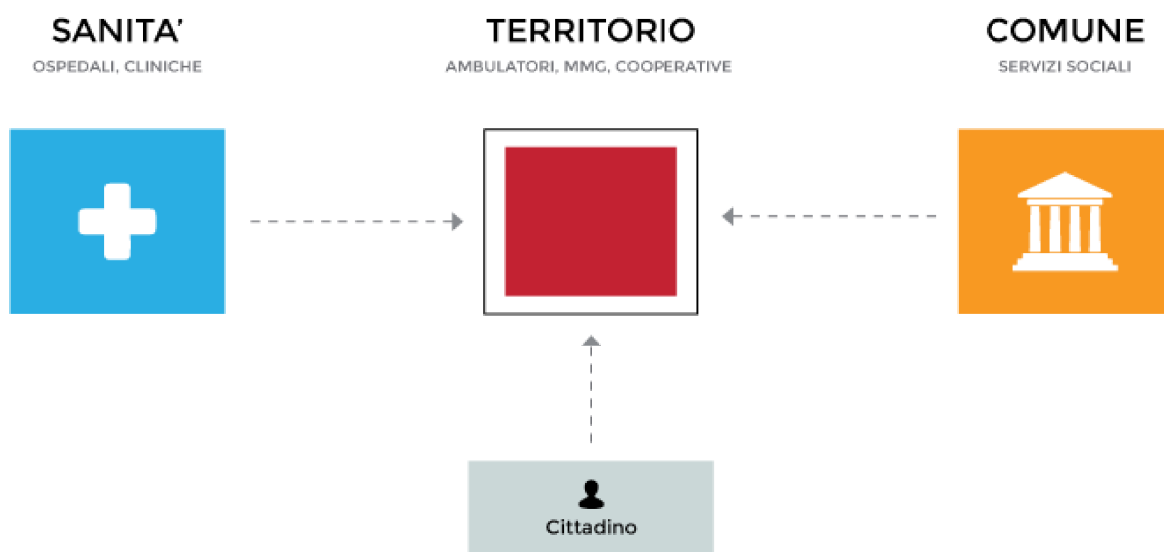 SANITA’
OSPEDALI, CLINICHE
TERRITORIO
AMBULATORI, MMG, COOPERATIVE
COMUNE
SERVIZI SOCIALI
Cittadino